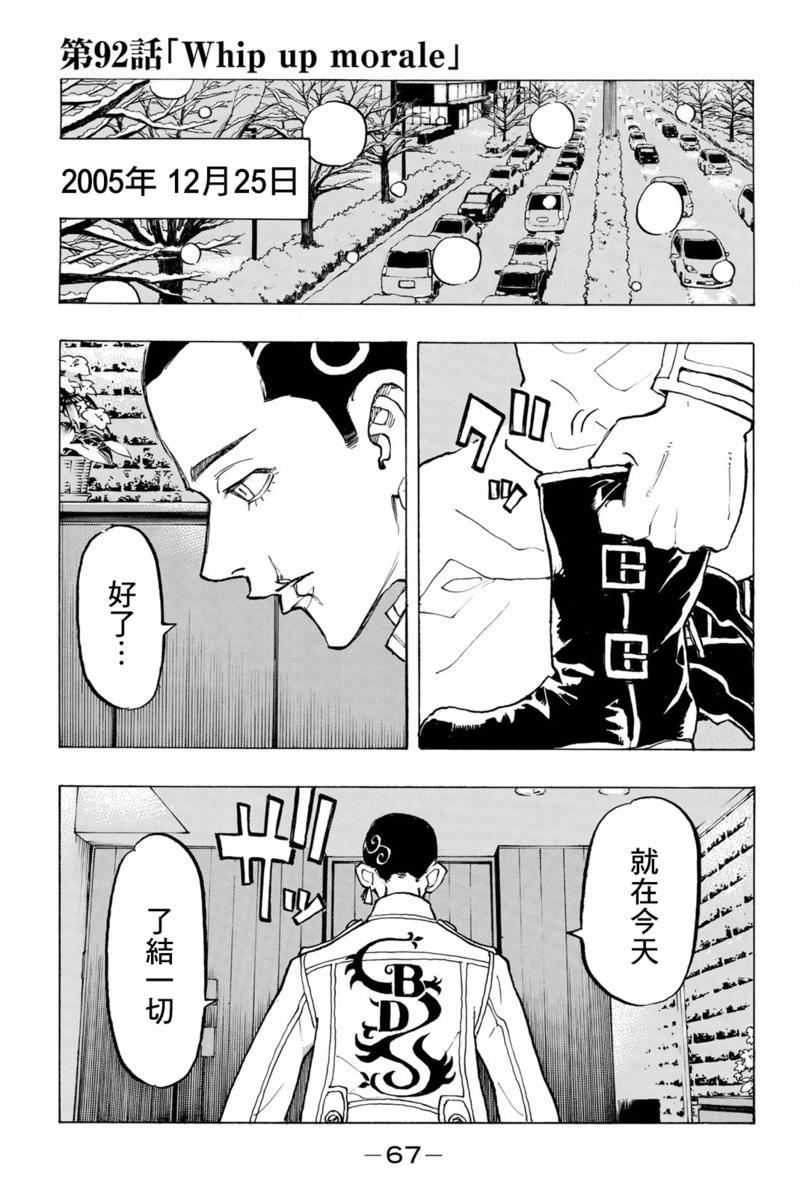 第92話「Whip up morale」
2005年 12月25日
グッ
好了…
就在今天
ザッ
了結一切
BD
—67—